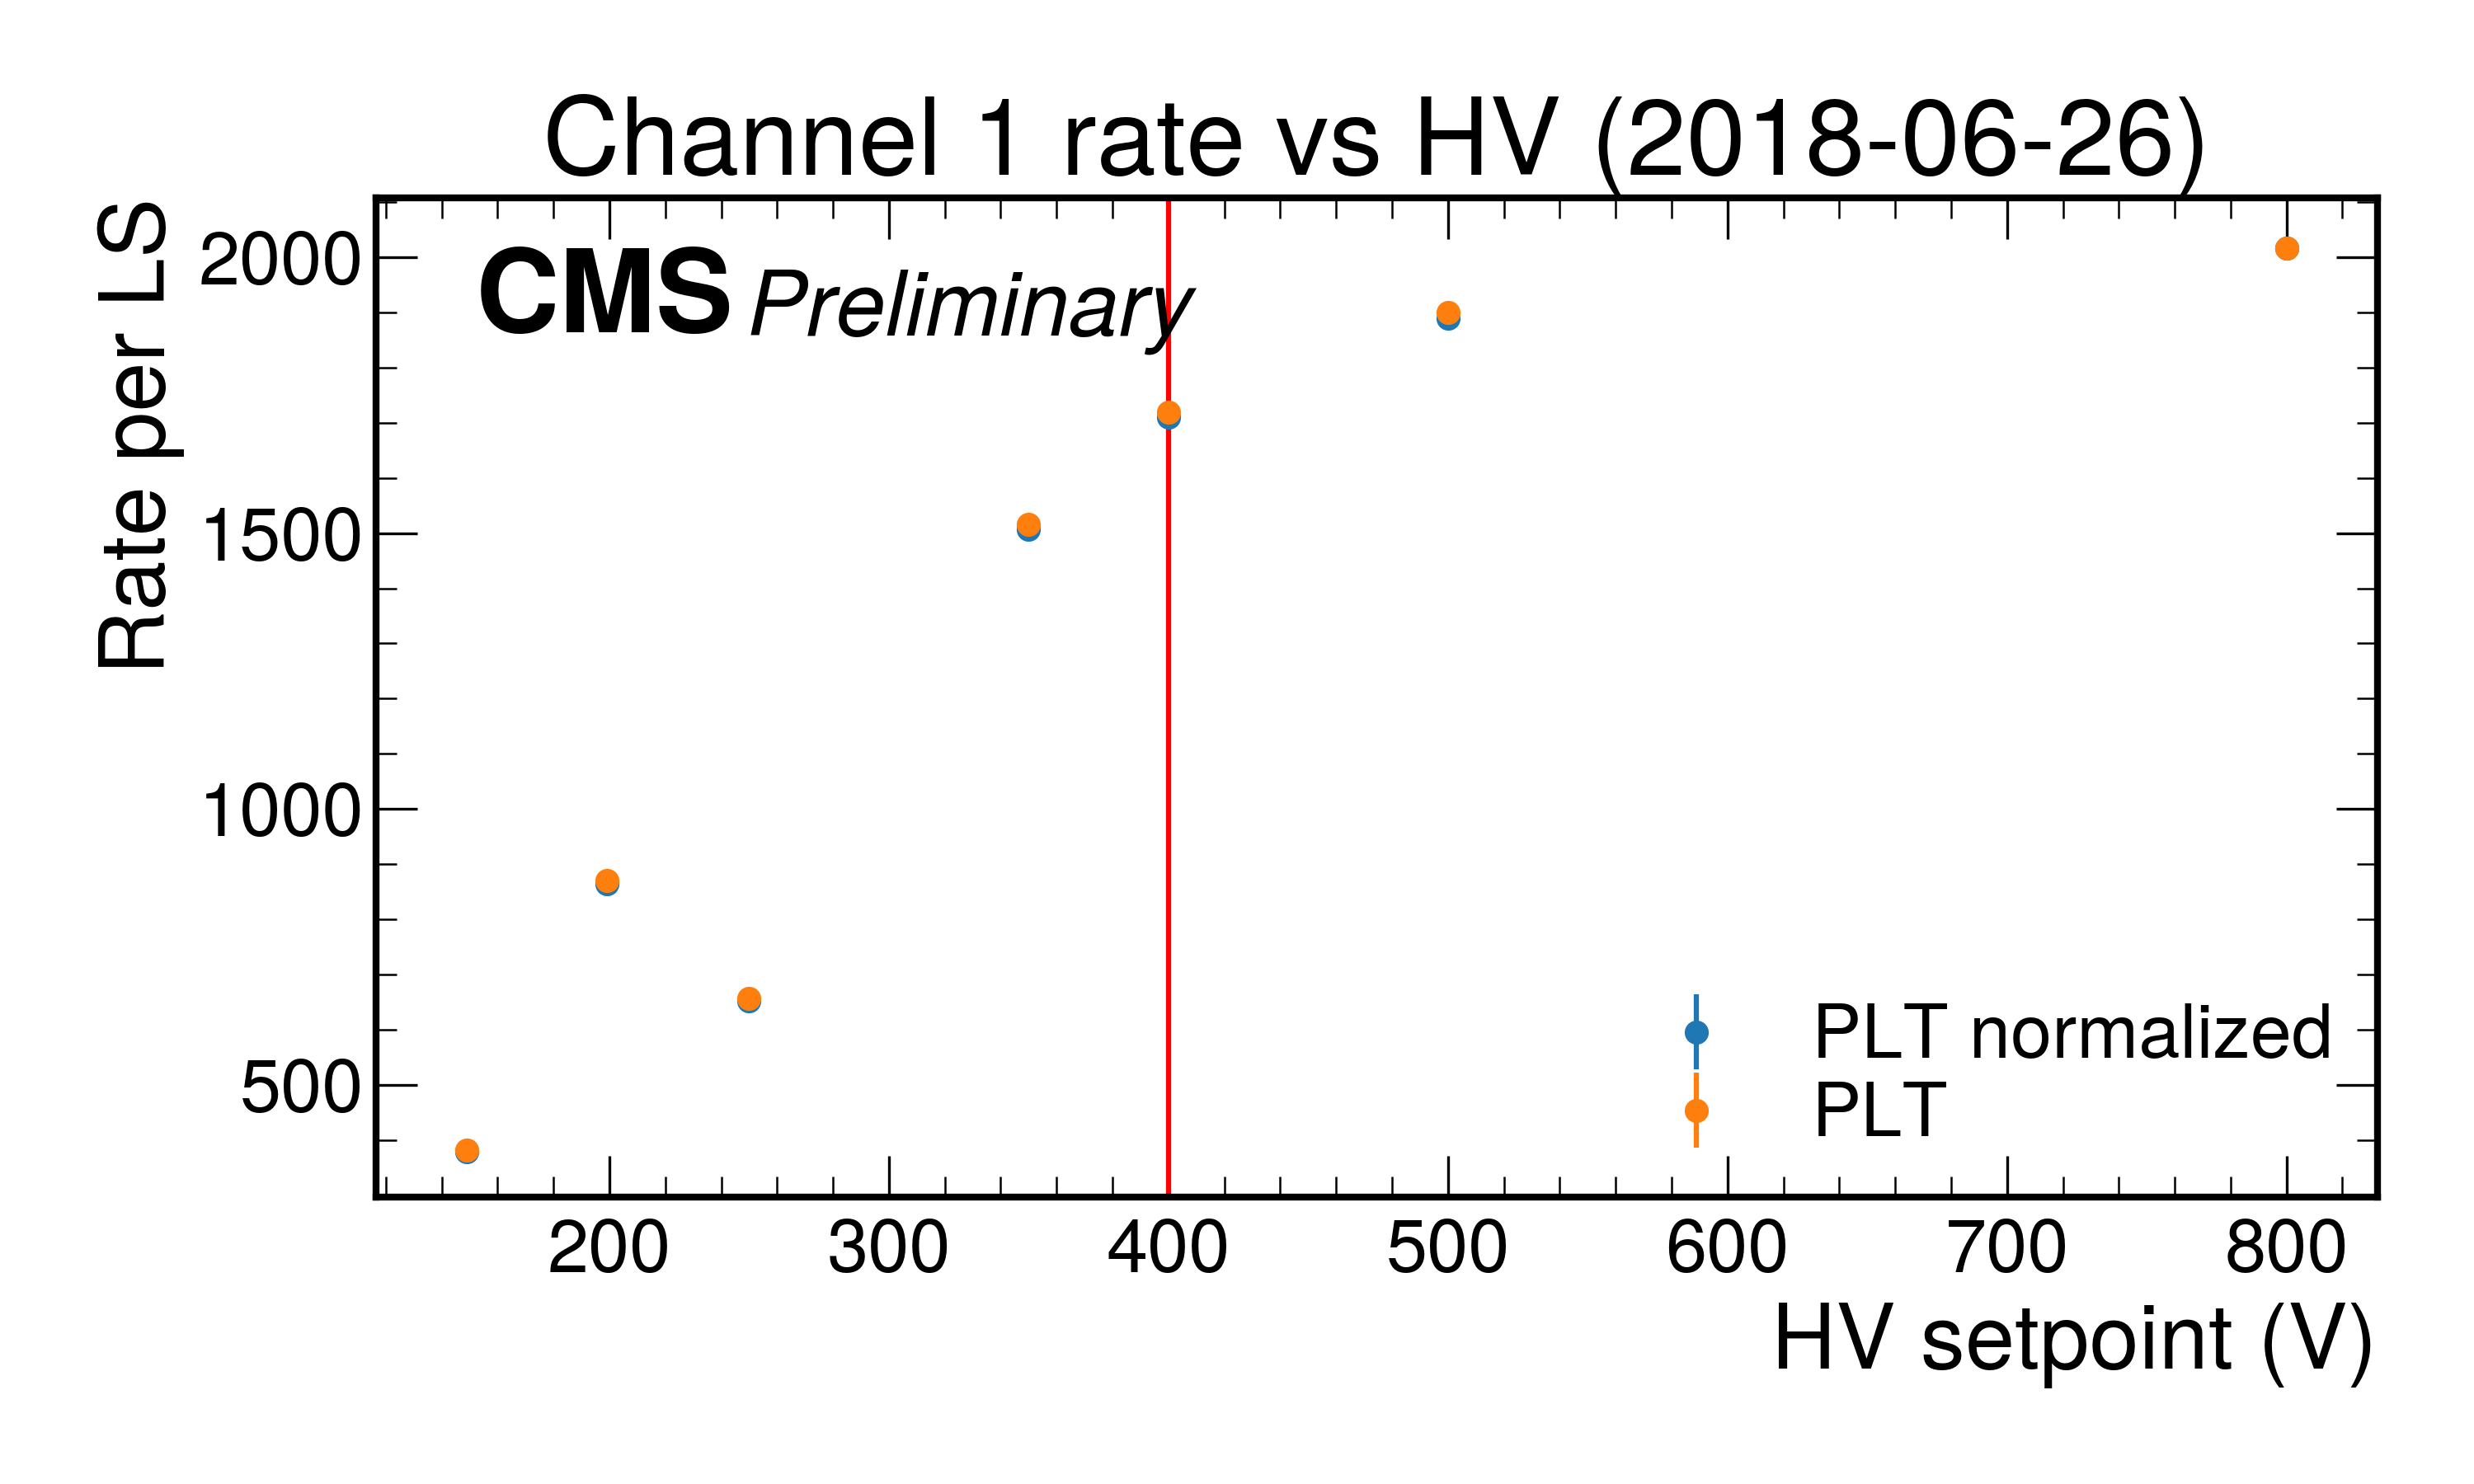 Channel 1 rate vs HV (2018-06-26)
Rate per LS
CMS Preliminary
2000
1500
1000
500
PLT normalized
PLT
200 300 400 500 600 700 800
HV setpoint (V)